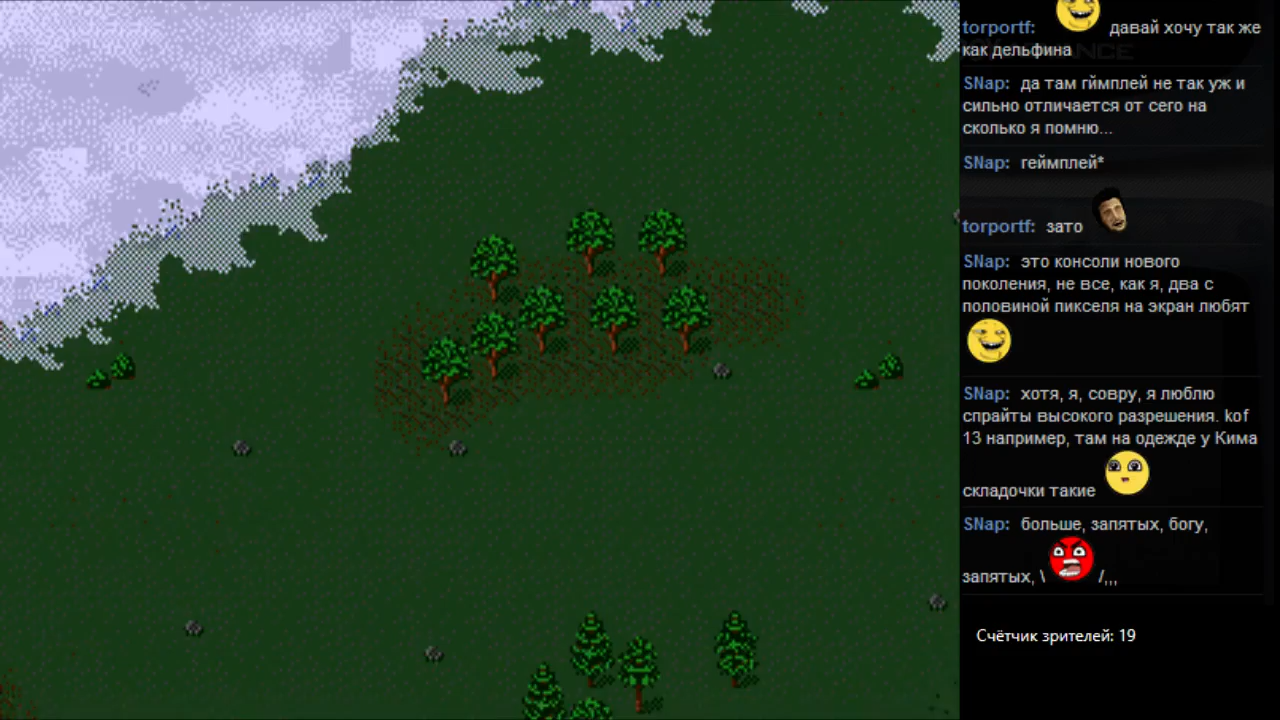 torportf: давай хочу так же
как дельфина
SNap: да там гймплей не так уж и
сильно отличается от сего на
сколько я помню...
SNap: геймплей*
torportf: зато
SNap: это консоли нового
поколения, не все, как я, два с
половиной пикселя на экран любят
SNap: хотя, я, совру, я люблю
спрайты высокого разрешения. kof
13 например, там на одежде у Кима
складочки такие
SNap: больше, запятых, богу,
запятых, \ /,,,
Счётчик зрителей: 19